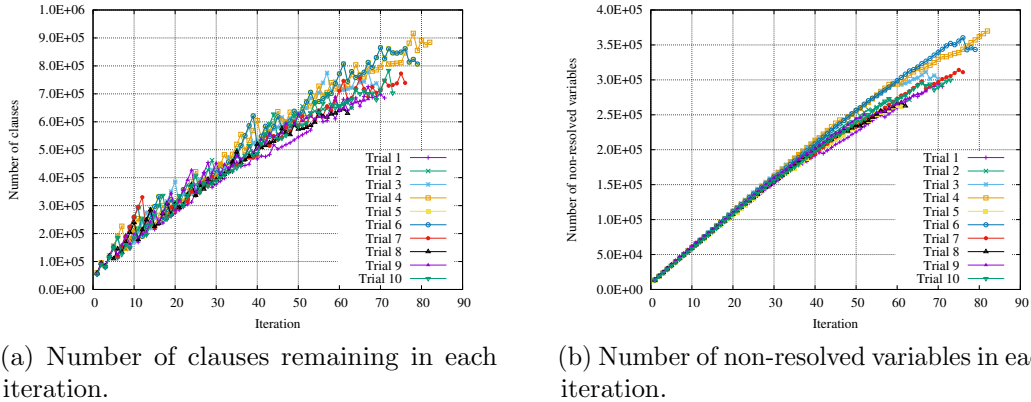 1.0E+06
9.0E+05
8.0E+05
7.0E+05
6.0E+05
5.0E+05
4.0E+05
3.0E+05
2.0E+05
1.0E+05
0.0E+00
Number of clauses
0 10 20 30 40 50 60 70 80 90
Iteration
Trial 1
Trial 2
Trial 3
Trial 4
Trial 5
Trial 6
Trial 7
Trial 8
Trial 9
Trial 10
(a) Number of clauses remaining in each
iteration.
4.0E+05
3.5E+05
3.0E+05
2.5E+05
2.0E+05
1.5E+05
1.0E+05
5.0E+04
0.0E+00
Number of non-resolved variables
0 10 20 30 40 50 60 70 80 90
Iteration
Trial 1
Trial 2
Trial 3
Trial 4
Trial 5
Trial 6
Trial 7
Trial 8
Trial 9
Trial 10
(b) Number of non-resolved variables in ea
iteration.